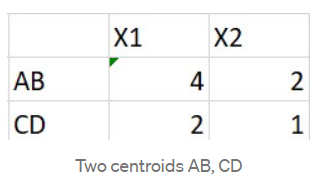 X1 X2
AB 4 2
CD 2 1
Two centroids AB, CD